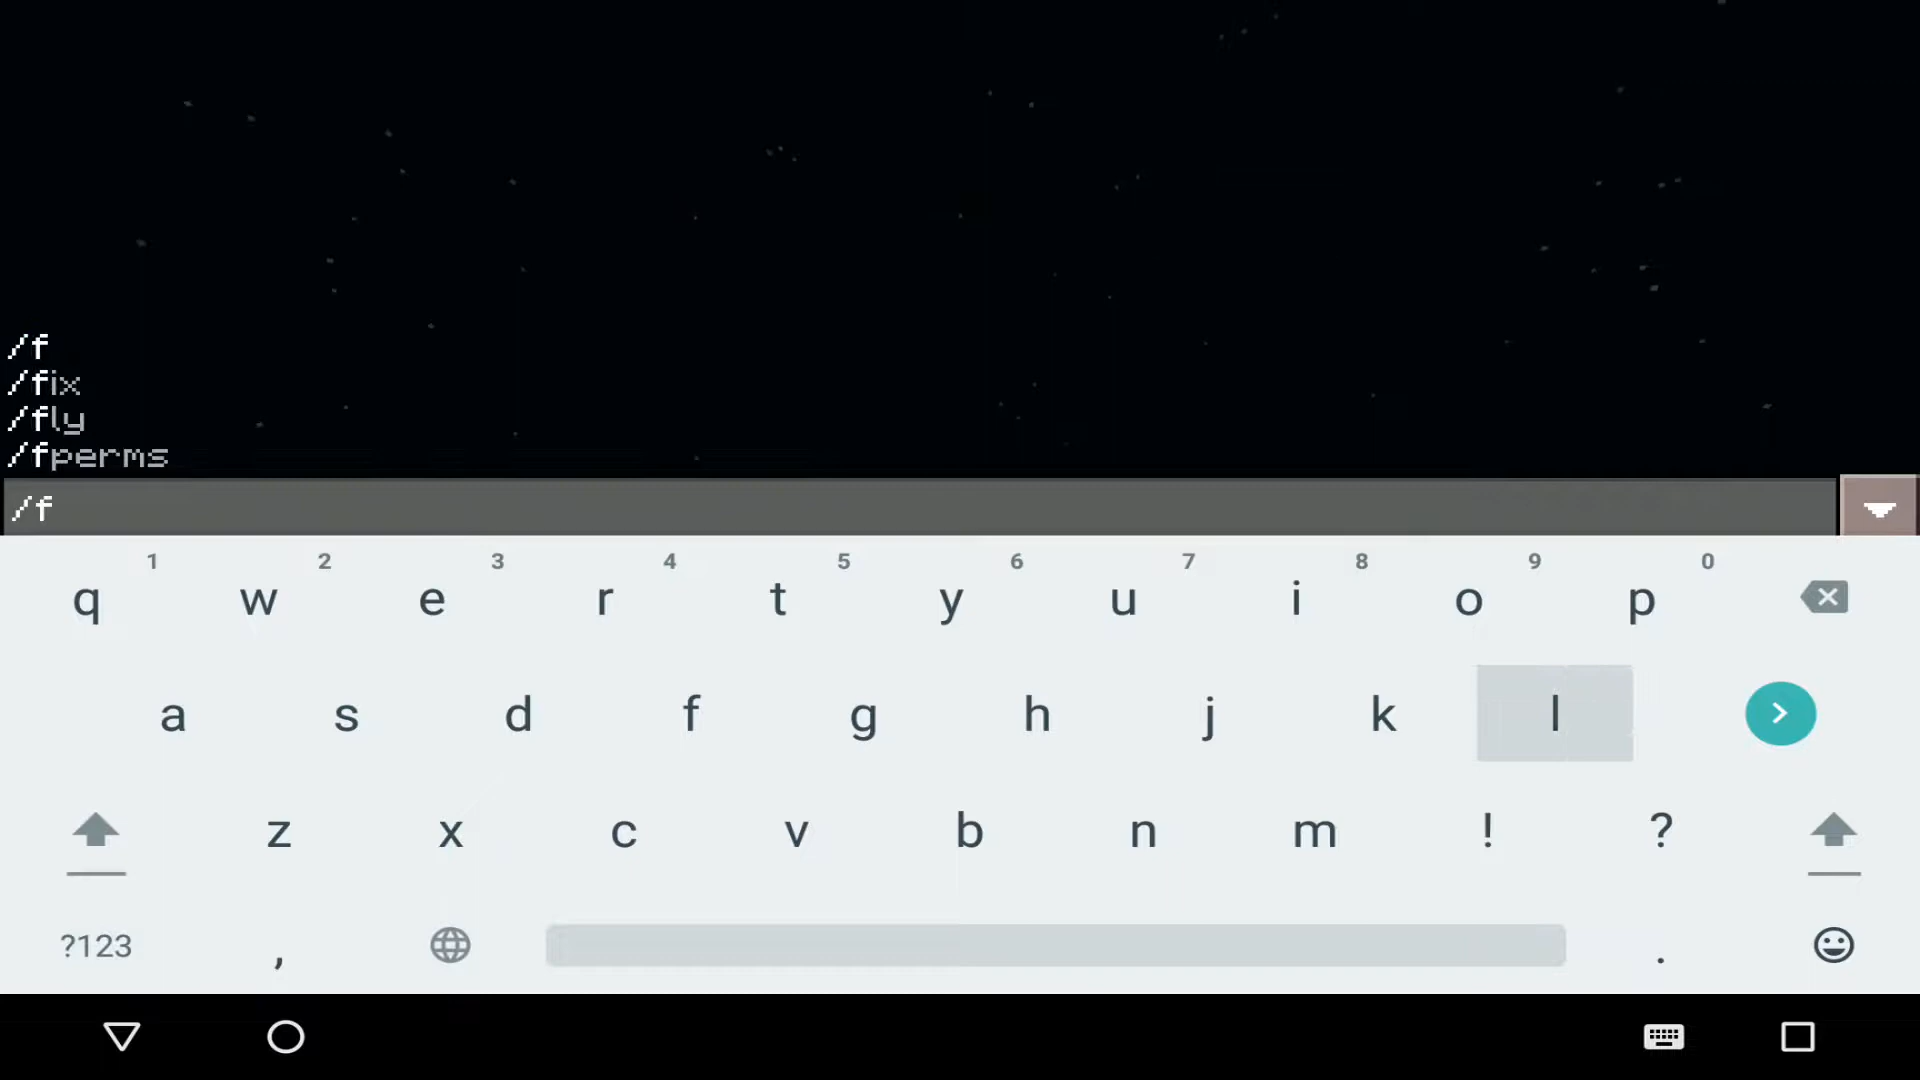 /f
/fix
/fly
/fperms
/f
1 2 3 4 5 6 7 8 9 0
q w e r t y u i o p
a s d f g h j k l
z x c v b n m ! ?
?123 , .